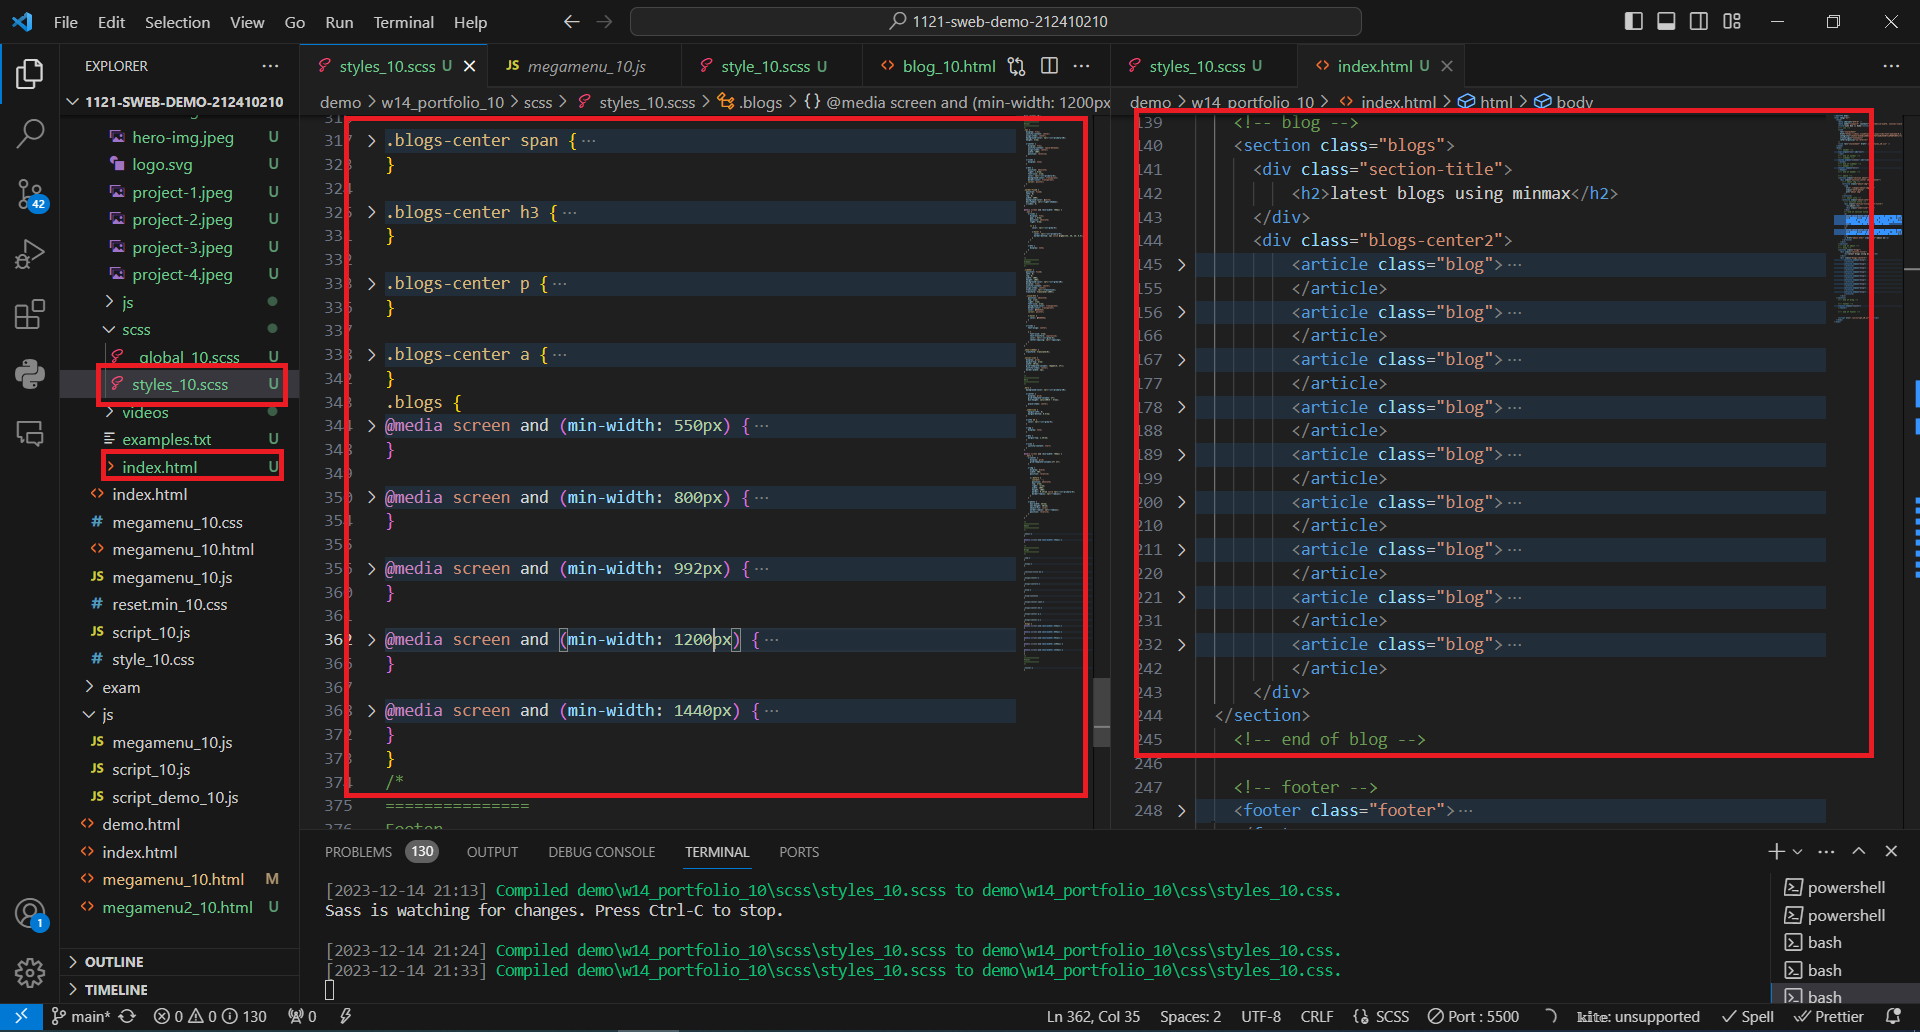 File Edit Selection View Go Run Terminal Help
1121-sweb-demo-212410210
EXPLORER
1121-SWEB-DEMO-212410210
hero-img.jpeg U
logo.svg U
project-1.jpeg U
project-2.jpeg U
project-3.jpeg U
project-4.jpeg U
js
scss
_global_10.scss U
styles_10.scss U
videos
examples.txt U
index.html U
index.html
megamenu_10.css
megamenu_10.html
megamenu_10.js
reset.min_10.css
script_10.js
style_10.css
exam
js
megamenu_10.js
script_10.js
script_demo_10.js
demo.html
index.html
megamenu_10.html M
megamenu2_10.html U
OUTLINE
TIMELINE
42
1
styles_10.scss U
megamenu_10.js
style_10.scss U
blog_10.html
demo > w14_portfolio_10 > scss > styles_10.scss > .blogs > {} @media screen and (min-width: 1200px
317 .blogs-center span {
323 }
324
325 .blogs-center h3 {
331 }
332
333 .blogs-center p {
336 }
337
338 .blogs-center a {
342 }
343 .blogs {
344 @media screen and (min-width: 550px) {
348 }
349
350 @media screen and (min-width: 800px) {
354 }
355
356 @media screen and (min-width: 992px) {
360 }
361
362 @media screen and (min-width: 1200px) {
366 }
367
368 @media screen and (min-width: 1440px) {
372 }
373 }
374 /*
375 ===============
376 Footer
styles_10.scss U
index.html U
demo > w14_portfolio_10 > index.html > html > body
139 <!-- blog -->
140 <section class="blogs">
141 <div class="section-title">
142 <h2>latest blogs using minmax</h2>
143 </div>
144 <div class="blogs-center2">
145 <article class="blog">
155 </article>
156 <article class="blog">
166 </article>
167 <article class="blog">
177 </article>
178 <article class="blog">
188 </article>
189 <article class="blog">
199 </article>
200 <article class="blog">
210 </article>
211 <article class="blog">
220 </article>
221 <article class="blog">
231 </article>
232 <article class="blog">
242 </article>
243 </div>
244 </section>
245 <!-- end of blog -->
246
247 <!-- footer -->
248 <footer class="footer">
PROBLEMS 130 OUTPUT DEBUG CONSOLE TERMINAL PORTS
[2023-12-14 21:13] Compiled demo\w14_portfolio_10\scss\styles_10.scss to demo\w14_portfolio_10\css\styles_10.css.
Sass is watching for changes. Press Ctrl-C to stop.
[2023-12-14 21:24] Compiled demo\w14_portfolio_10\scss\styles_10.scss to demo\w14_portfolio_10\css\styles_10.css.
[2023-12-14 21:33] Compiled demo\w14_portfolio_10\scss\styles_10.scss to demo\w14_portfolio_10\css\styles_10.css.
powershell
powershell
bash
bash
bash
main* 0 0 130 0
Ln 362, Col 35 Spaces: 2 UTF-8 CRLF {} SCSS Port : 5500 kite: unsupported Spell Prettier